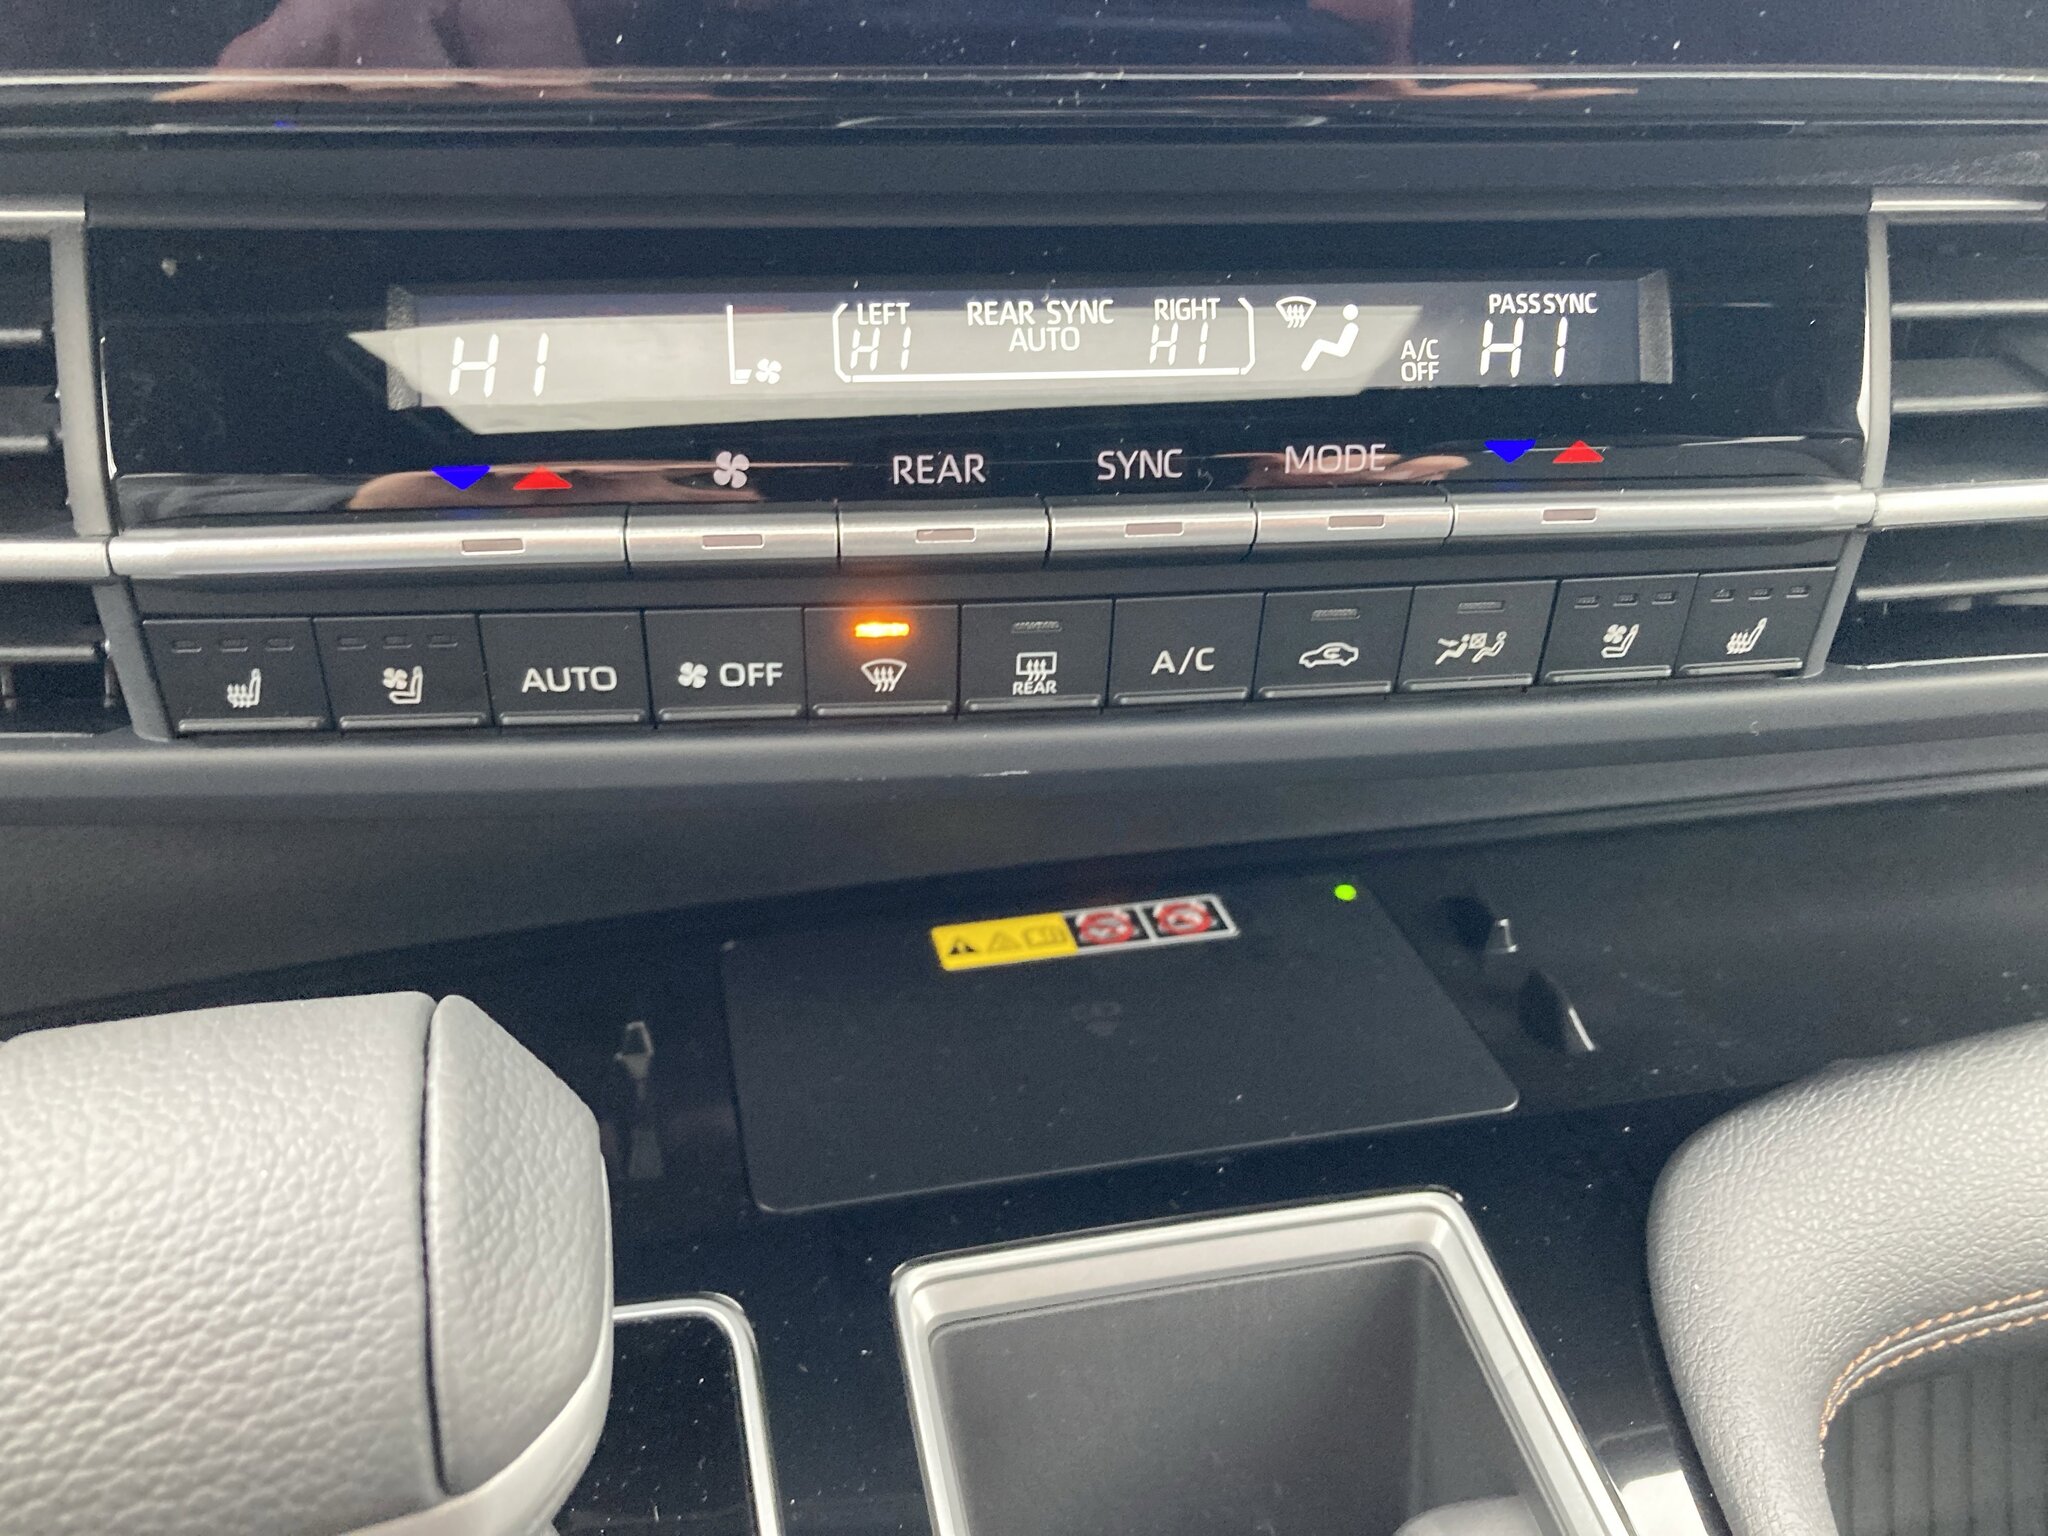 LEFT REAR SYNC RIGHT PASS SYNC
HI HI AUTO HI A/C OFF HI
REAR SYNC MODE
AUTO OFF REAR A/C